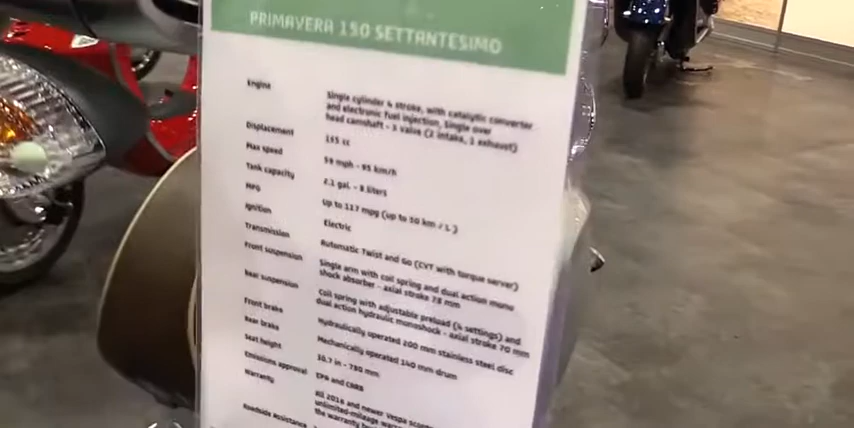 PRIMAVERA 150 SETTANTESIMO
Engine
Single cylinder 4 stroke, with catalytic converter
and electronic fuel injection, Single over
head camshaft - 3 valve (2 intake, 1 exhaust)
Displacement
155 cc
Max speed
59 mph - 95 km/h
Tank capacity
2.1 gal. - 8 liters
MPG
Up to 117 mpg (up to 50 km / L)
Ignition
Electric
Transmission
Automatic Twist and Go (CVT with torque server)
Front suspension
Single arm with coil spring and dual action mono
shock absorber - axial stroke 78 mm
Rear suspension
Coil spring with adjustable preload (4 settings) and
dual action hydraulic monoshock - axial stroke 70 mm
Front brake
Hydraulically operated 200 mm stainless steel disc
Rear brake
Mechanically operated 140 mm drum
Seat height
30.7 in - 780 mm
Emissions approval
EPA and CARB
Warranty
All 2016 and newer Vespa
unlimited-mileage
the warranty
Roadside Assistance